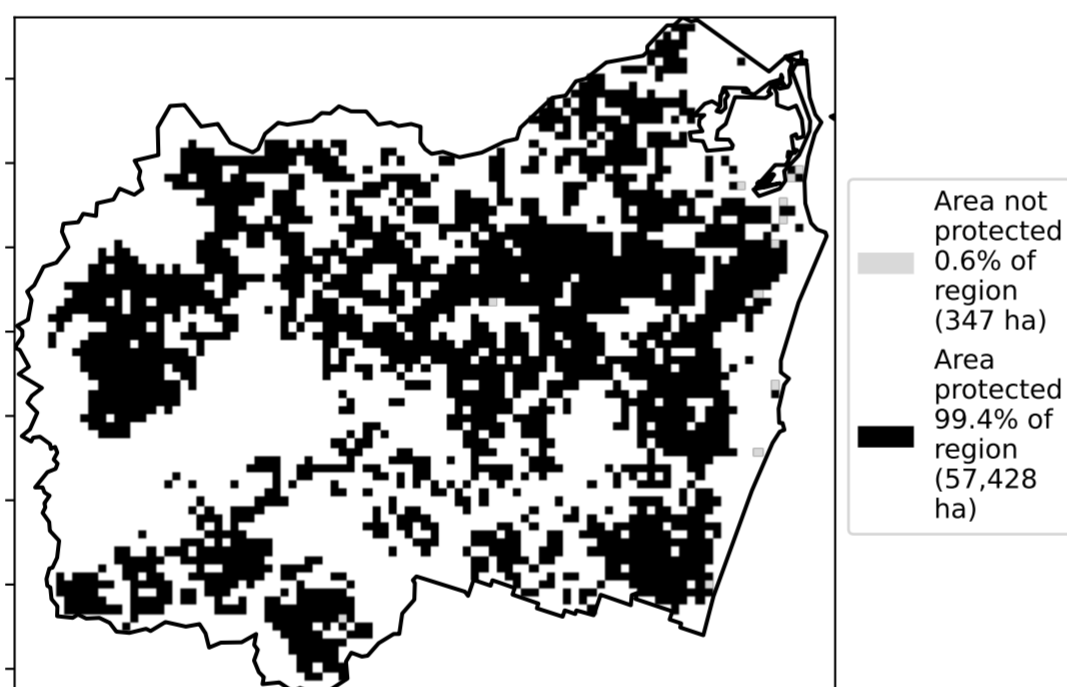 Area not
protected
0.6% of
region
(347 ha)
Area
protected
99.4% of
region
(57,428
ha)